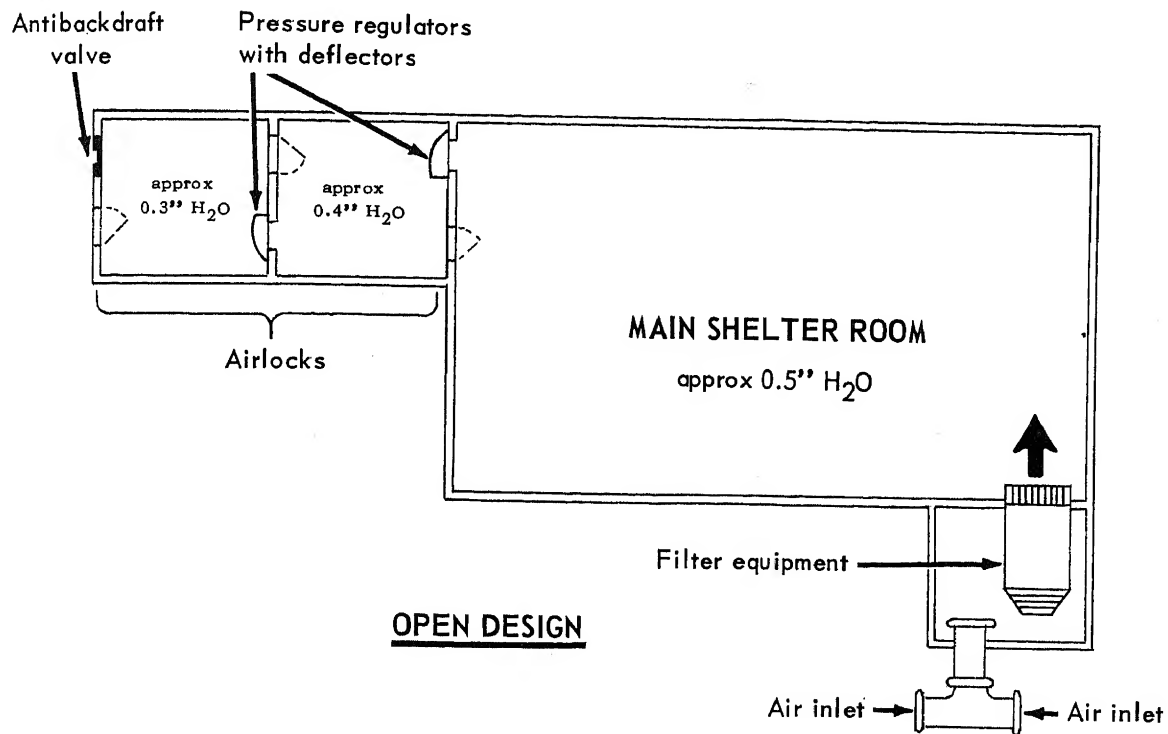 Antibackdraft
valve
Pressure regulators
with deflectors
approx
0.3” H₂O
approx
0.4” H₂O
Airlocks
MAIN SHELTER ROOM
approx 0.5” H₂O
Filter equipment
OPEN DESIGN
Air inlet
Air inlet